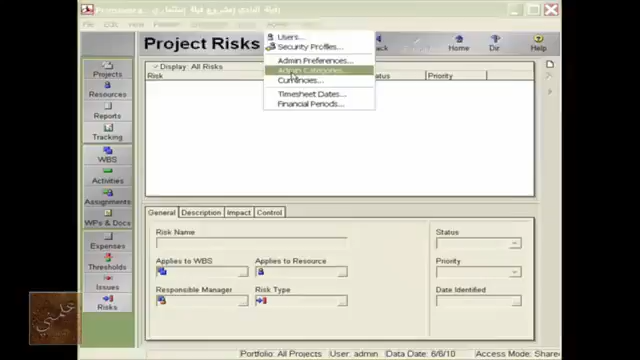 Project Risks
Users...
Security Profiles...
Admin Preferences...
Admin Categories...
Currencies...
Timesheet Dates...
Financial Periods...
Home
Dir
Help
Projects
Resources
Reports
Tracking
WBS
Activities
Assignments
WPs & Docs
Expenses
Thresholds
Issues
Risks
Display: All Risks
Risk
Priority
General
Description
Impact
Control
Risk Name
Status
Applies to WBS
Applies to Resource
Priority
Responsible Manager
Risk Type
Date Identified
Portfolio: All Projects
User: admin
Data Date: 6/6/10
Access Mode: Share